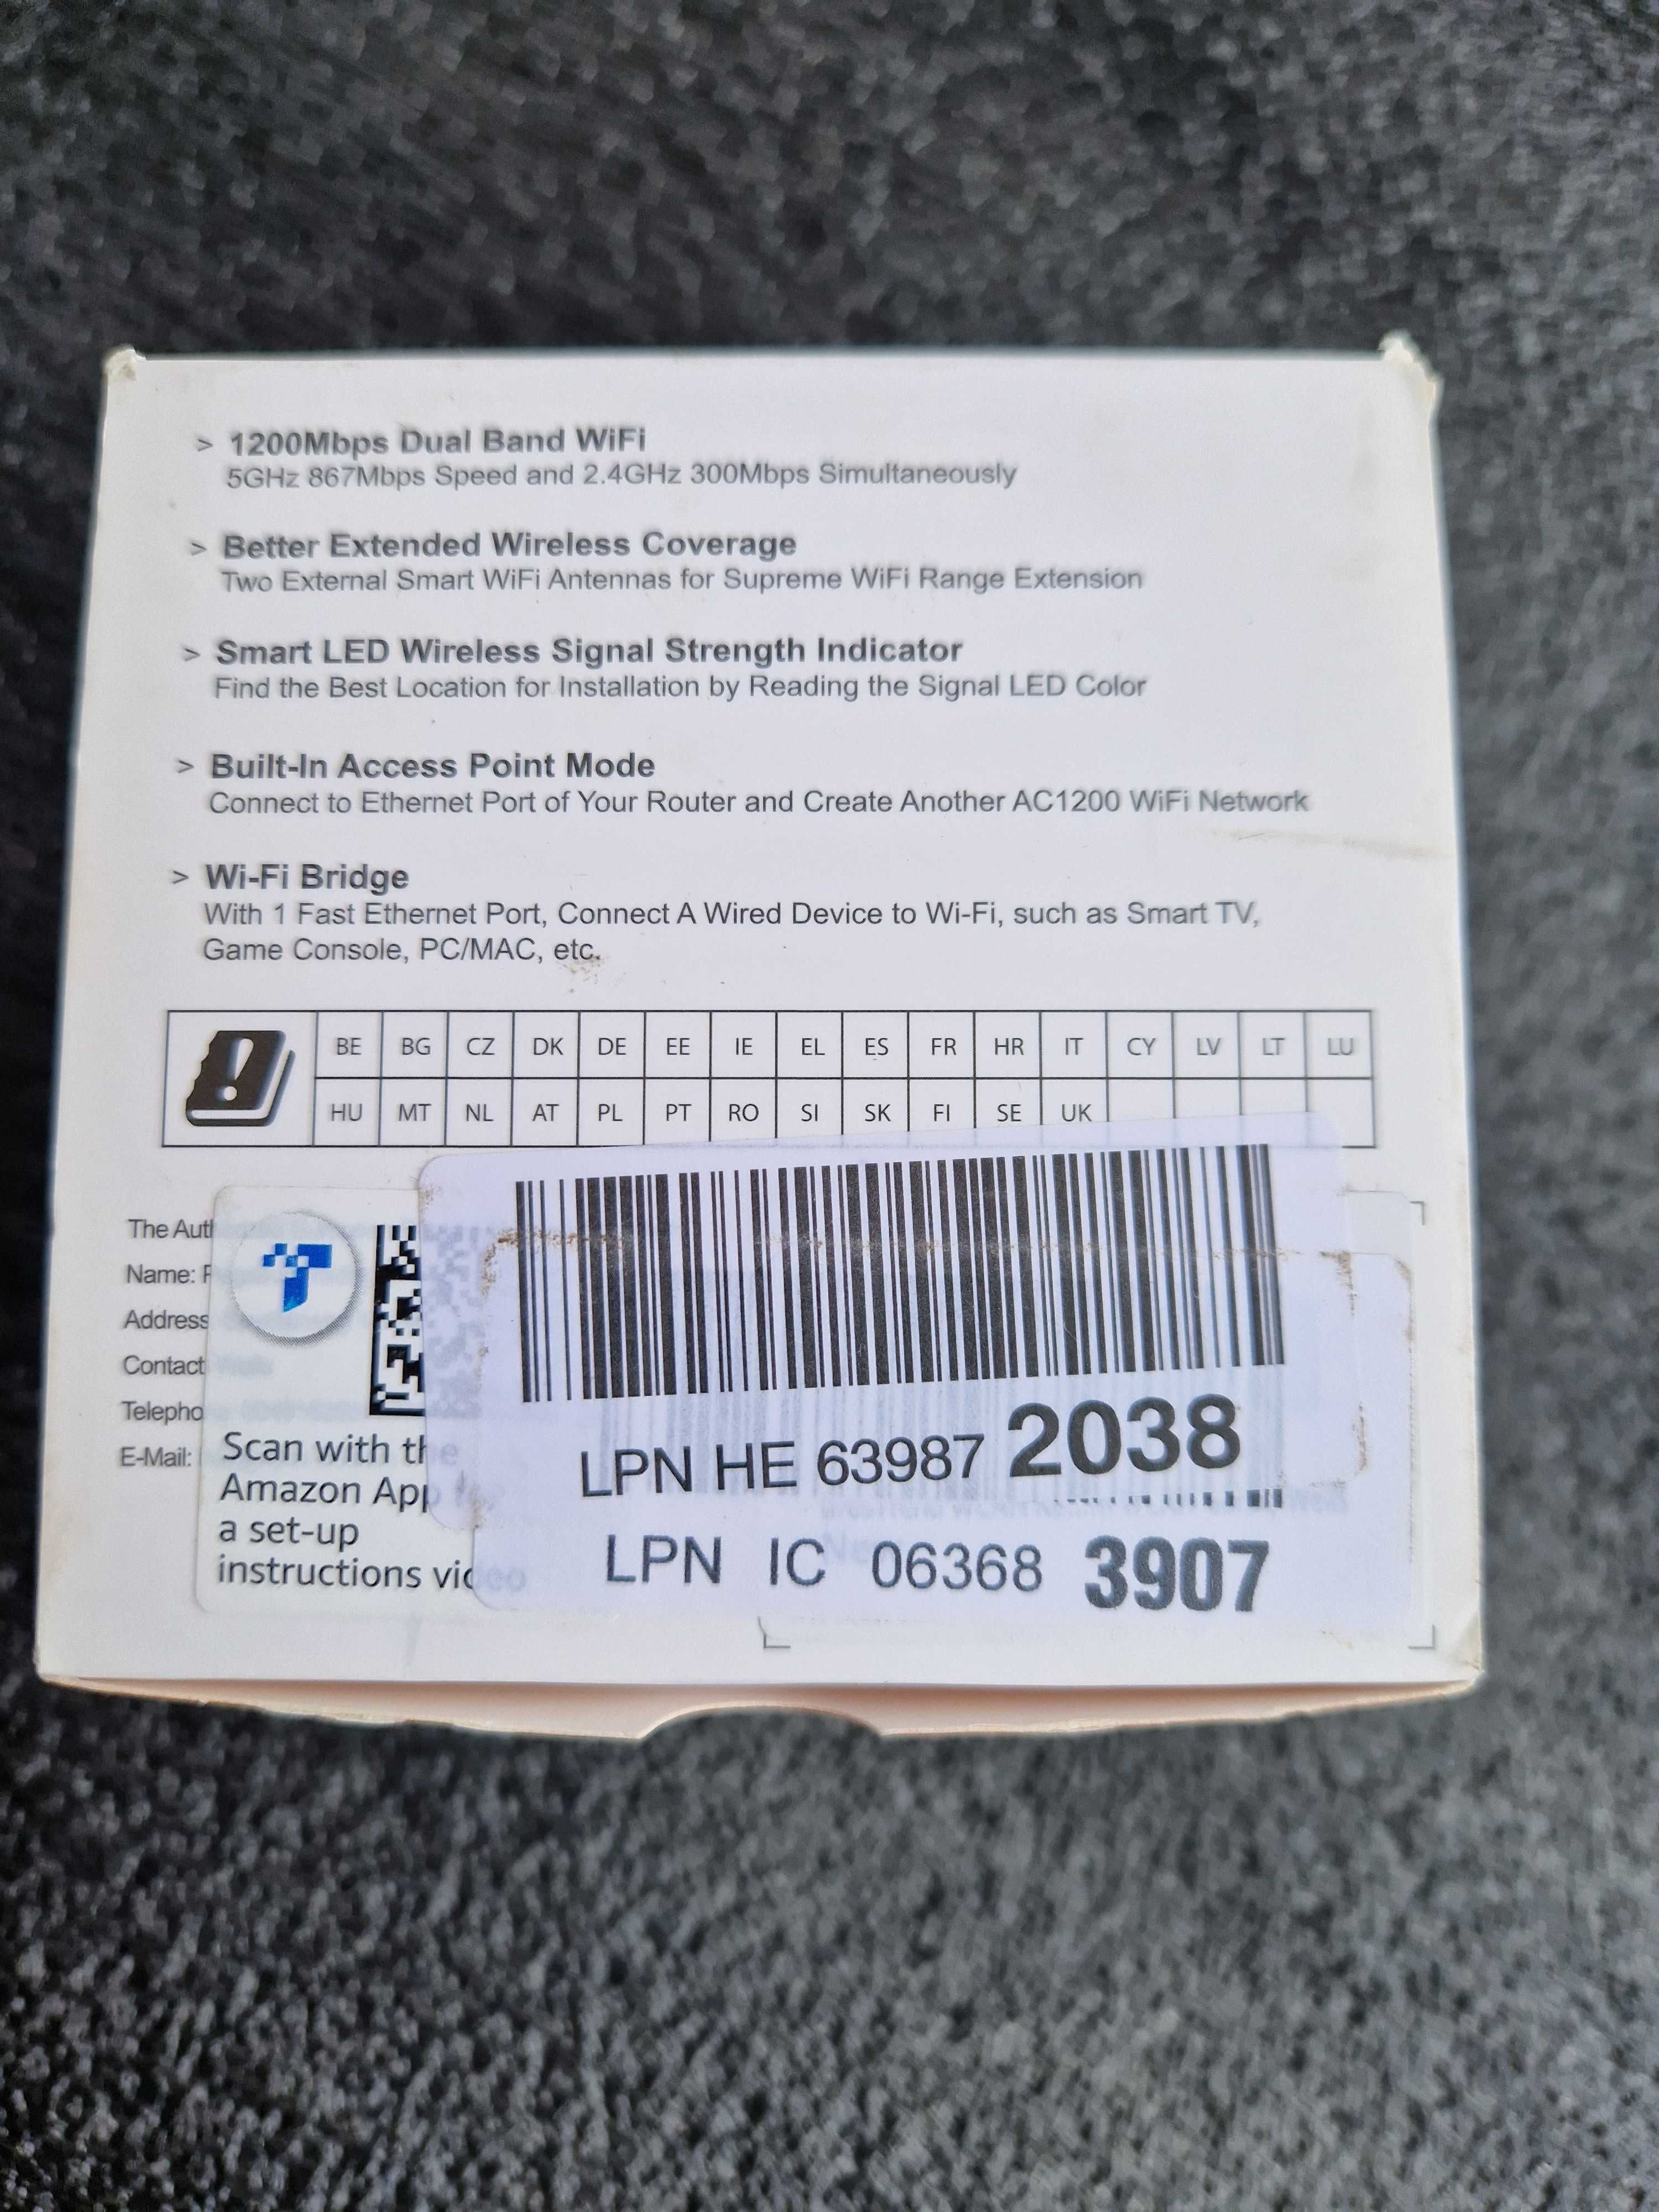 > 1200Mbps Dual Band WiFi
5GHz 867Mbps Speed and 2.4GHz 300Mbps Simultaneously
> Better Extended Wireless Coverage
Two External Smart WiFi Antennas for Supreme WiFi Range Extension
> Smart LED Wireless Signal Strength Indicator
Find the Best Location for Installation by Reading the Signal LED Color
> Built-In Access Point Mode
Connect to Ethernet Port of Your Router and Create Another AC1200 WiFi Network
> Wi-Fi Bridge
With 1 Fast Ethernet Port, Connect A Wired Device to Wi-Fi, such as Smart TV,
Game Console, PC/MAC, etc.
BE BG CZ DK DE EE IE EL ES FR HR IT CY LV LT LU
HU MT NL AT PL PT RO SI SK FI SE UK
The
Name:
Address
Contact
E-Mail:
Scan with the
Amazon App
a set-up
instructions video
LPN HE 63987 2038
LPN IC 06368 3907